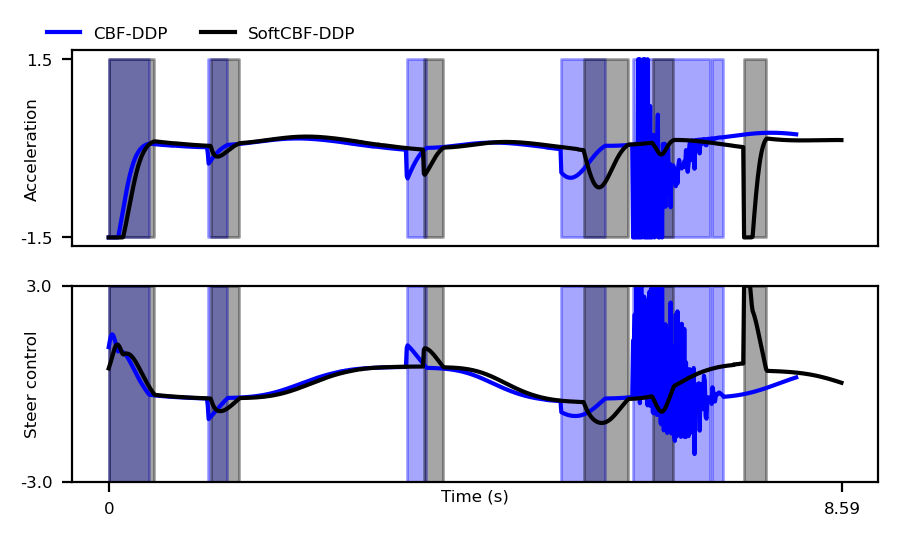 CBF-DDP SoftCBF-DDP
1.5
Acceleration
-1.5
3.0
Steer control
-3.0
0 Time (s) 8.59